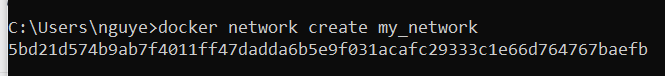 C:\Users\nguye>docker network create my_network
5bd21d574b9ab7f4011ff47dadda6b5e9f031acafc29333c1e66d764767baefb